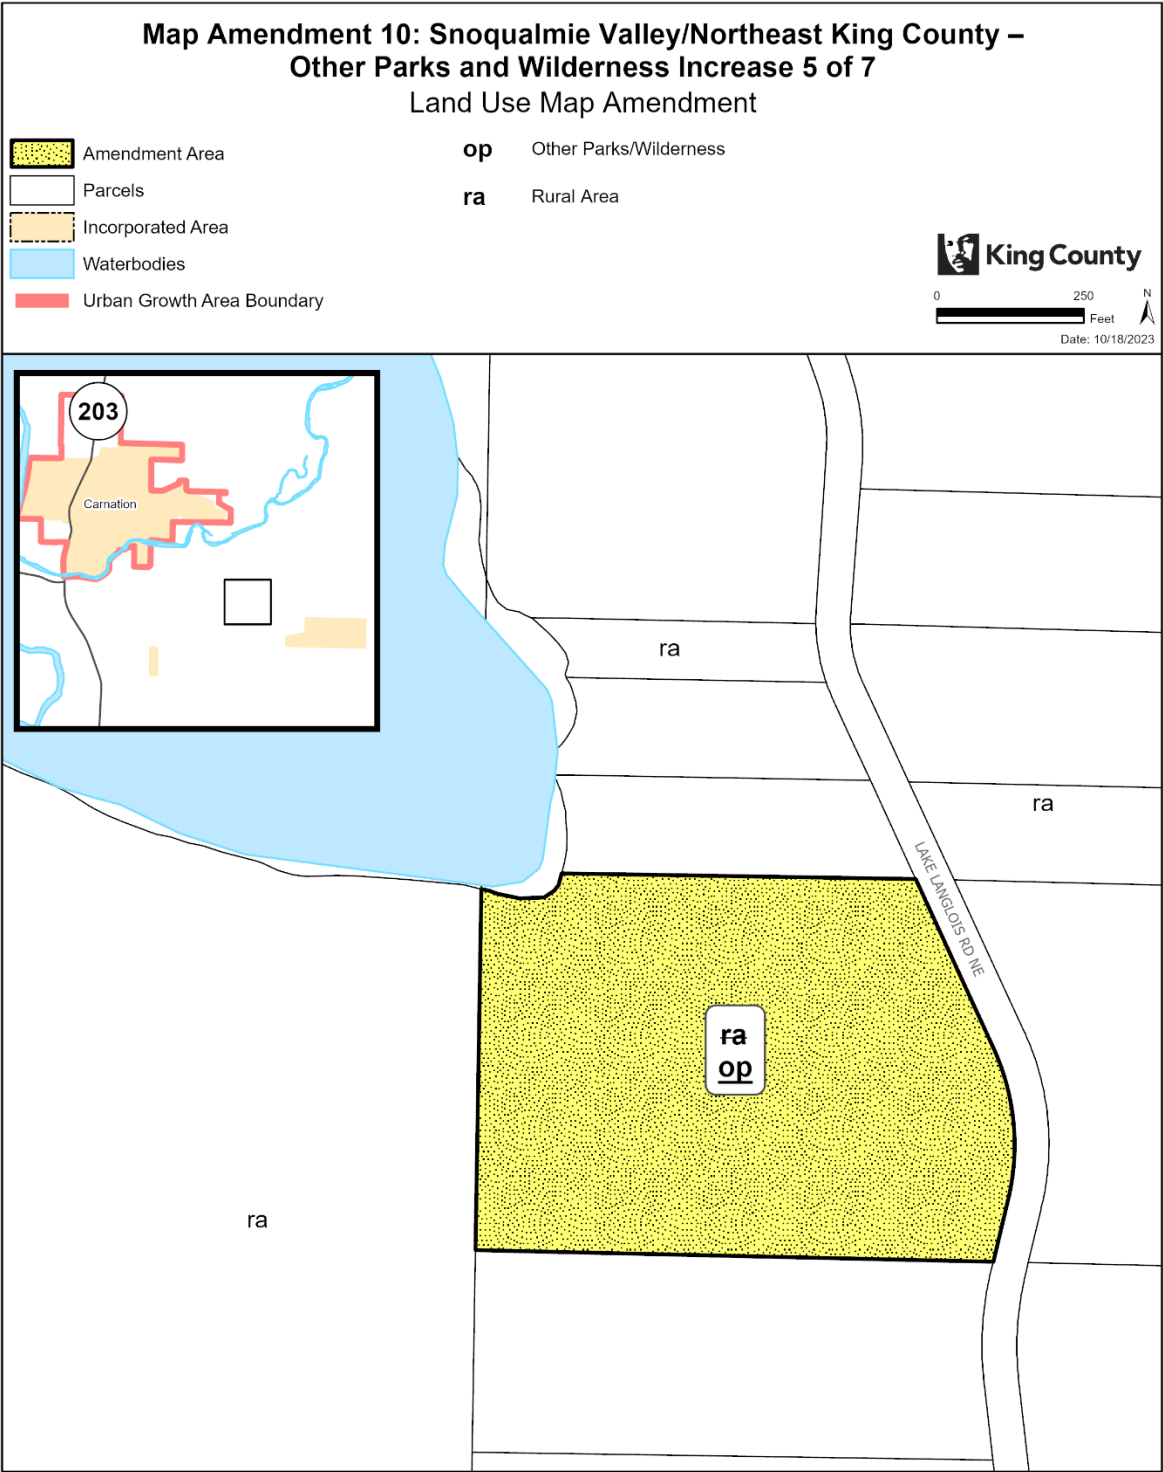 Map Amendment 10: Snoqualmie Valley/Northeast King County –
Other Parks and Wilderness Increase 5 of 7
Land Use Map Amendment
Amendment Area
Parcels
Incorporated Area
Waterbodies
Urban Growth Area Boundary
op Other Parks/Wilderness
ra Rural Area
King County
0 250
Feet
N
Date: 10/18/2023
203
Carnation
ra
ra
LAKE LANGLOIS RD NE
ra
op
ra